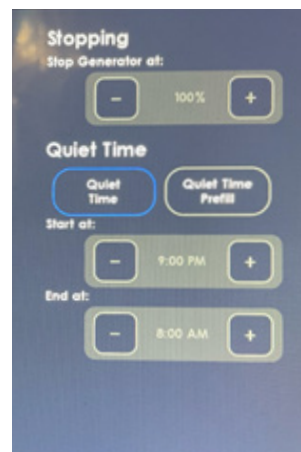 Stopping
Stop Generator at:
- 100% +
Quiet Time
Quiet Time
Quiet Time Prefill
Start at:
- 9:00 PM +
End at:
- 8:00 AM +